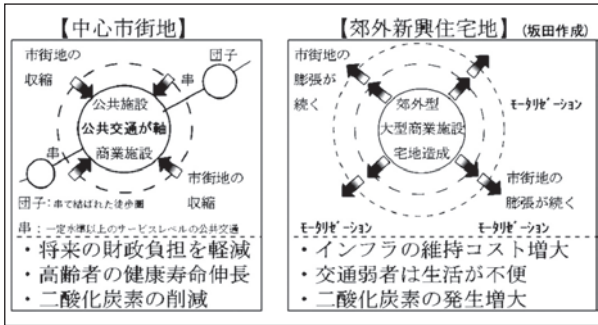 【中心市街地】
市街地の
収縮
団子
串
公共施設
公共交通が軸
商業施設
串
市街地の
収縮
団子：串で結ばれた徒歩圏
串：一定水準以上のサービスレベルの公共交通
・将来の財政負担を軽減
・高齢者の健康寿命伸長
・二酸化炭素の削減
【郊外新興住宅地】(坂田作成)
市街地の
膨張が
続く
モータリゼーション
郊外型
大型商業施設
宅地造成
市街地の
膨張が続く
モータリゼーション
モータリゼーション
・インフラの維持コスト増大
・交通弱者は生活が不便
・二酸化炭素の発生増大